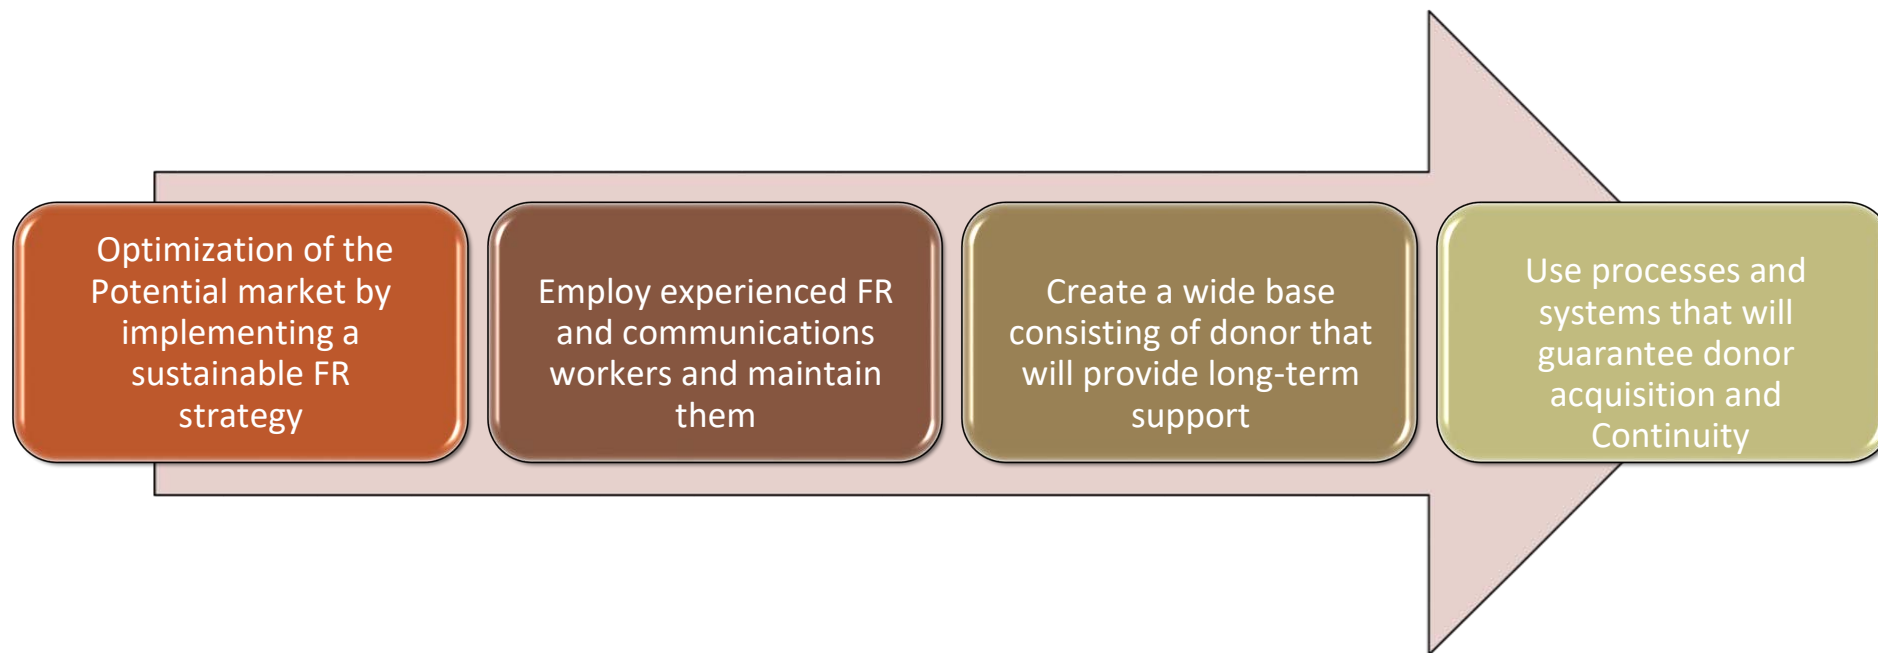 Optimization of the
Potential market by
implementing a
sustainable FR
strategy
Employ experienced FR
and communications
workers and maintain
them
Create a wide base
consisting of donor that
will provide long-term
support
Use processes and
systems that will
guarantee donor
acquisition and
Continuity